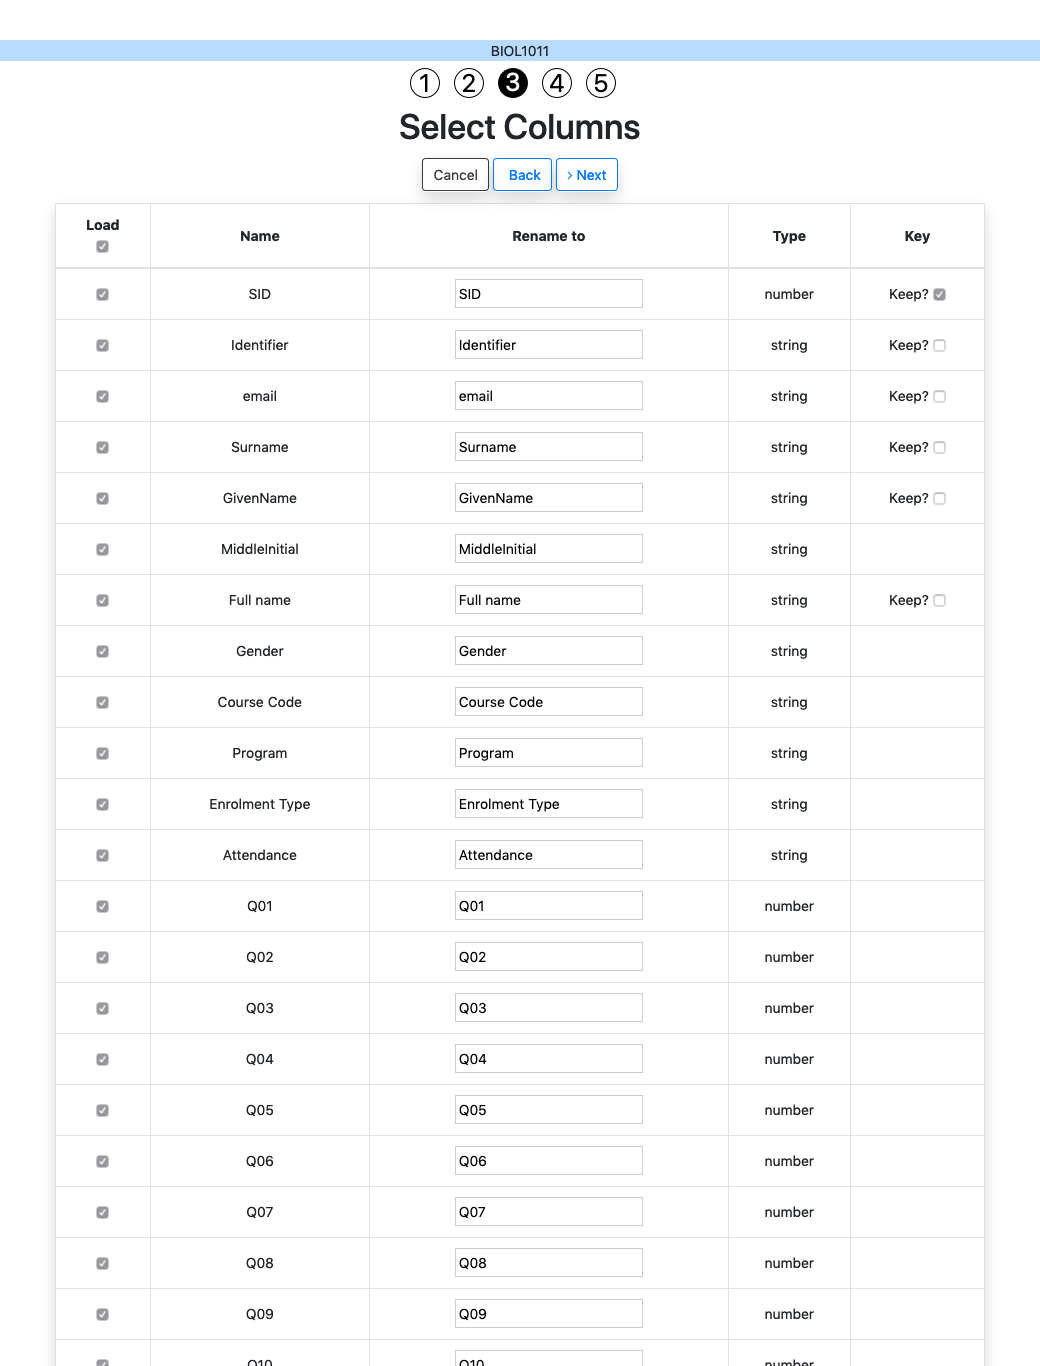 BIOL1011
1 2 3 4 5
Select Columns
Cancel Back Next
Load Name Rename to Type Key
SID SID number Keep?
Identifier Identifier string Keep?
email email string Keep?
Surname Surname string Keep?
GivenName GivenName string Keep?
MiddleInitial MiddleInitial string
Full name Full name string Keep?
Gender Gender string
Course Code Course Code string
Program Program string
Enrolment Type Enrolment Type string
Attendance Attendance string
Q01 Q01 number
Q02 Q02 number
Q03 Q03 number
Q04 Q04 number
Q05 Q05 number
Q06 Q06 number
Q07 Q07 number
Q08 Q08 number
Q09 Q09 number
Q10 Q10 number